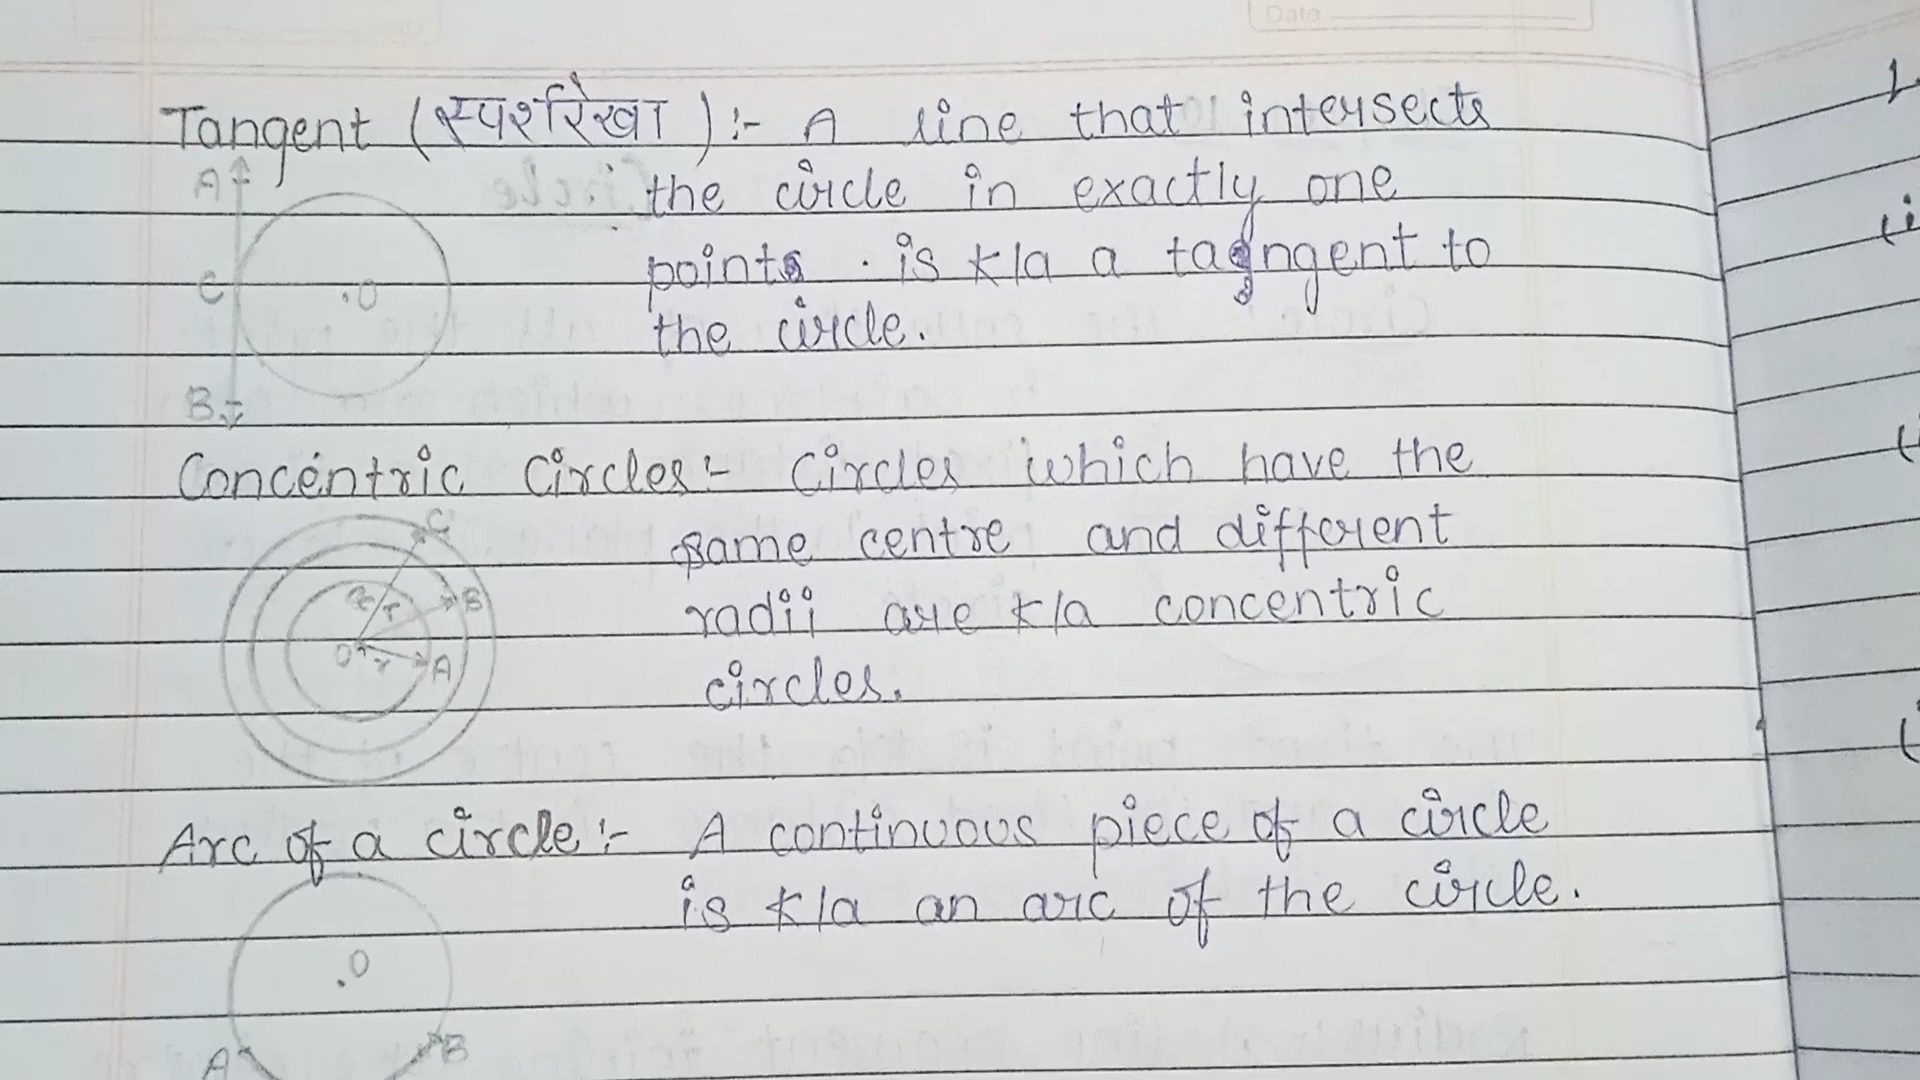 Date
Tangent (स्पर्शरेखा) :- A line that intersects
the circle in exactly one
points . is k/a a tangent to
the circle.
A
C
O
B
Concentric Circles :- Circles which have the
same centre and different
radii are k/a concentric
circles.
C
B
r
O r A
Arc of a circle :- A continuous piece of a circle
is k/a an arc of the circle.
O
A B